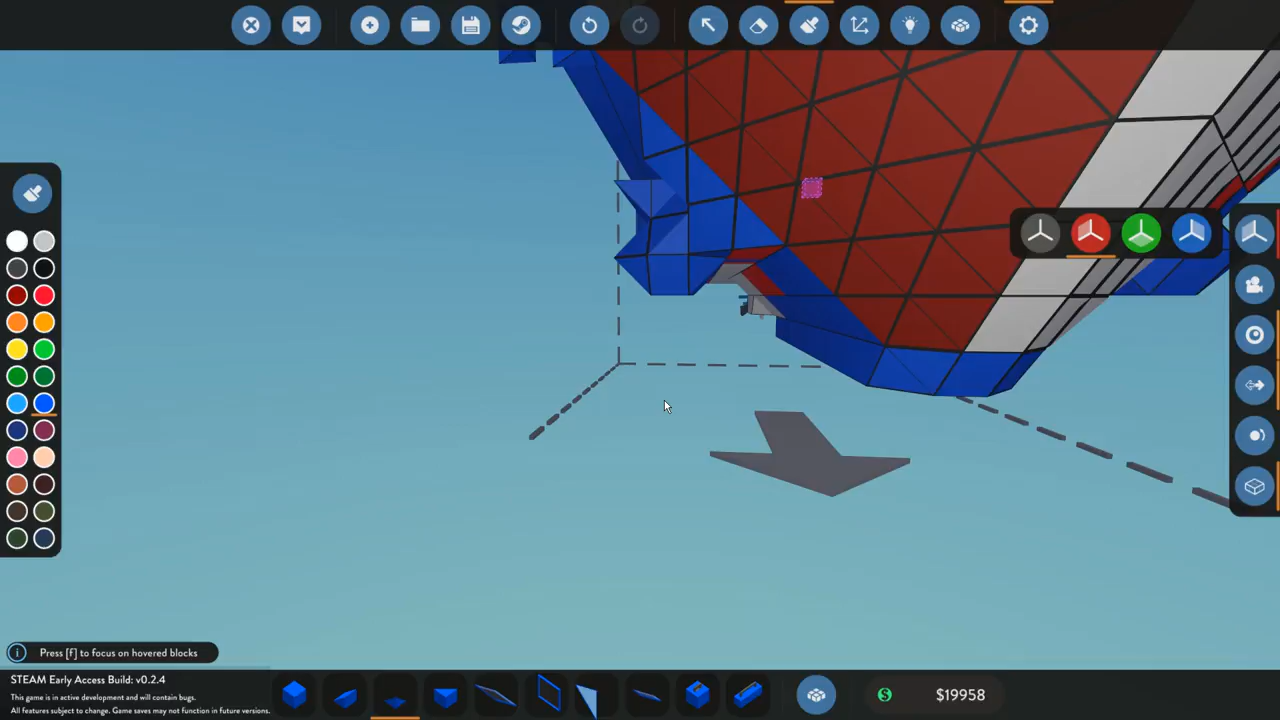 Press [f] to focus on hovered blocks
STEAM Early Access Build: v0.2.4
This game is in active development and will contain bugs.
All features subject to change. Game saves may not function in future versions.
$19958